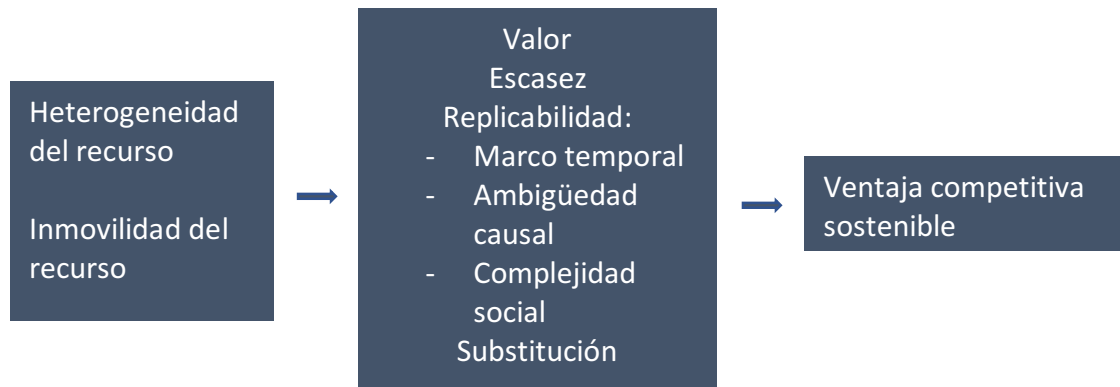 Heterogeneidad
del recurso
Inmovilidad del
recurso
Valor
Escasez
Replicabilidad:
- Marco temporal
- Ambigüedad
causal
- Complejidad
social
Substitución
Ventaja competitiva
sostenible